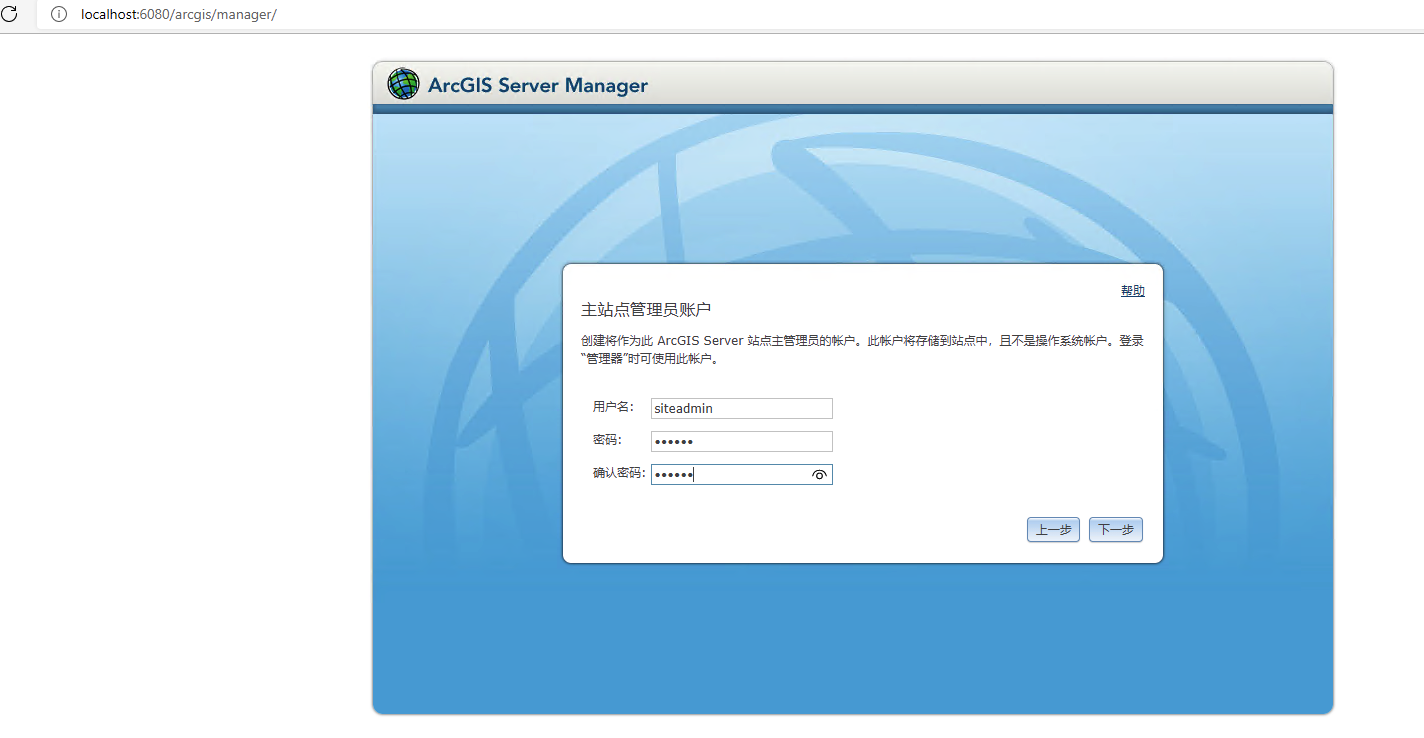 localhost:6080/arcgis/manager/
ArcGIS Server Manager
帮助
主站点管理员账户
创建将作为此 ArcGIS Server 站点主管理员的帐户。此帐户将存储到站点中，且不是操作系统帐户。登录
“管理器”时可使用此帐户。
用户名： siteadmin
密码： ••••••
确认密码： ••••••
上一步 下一步